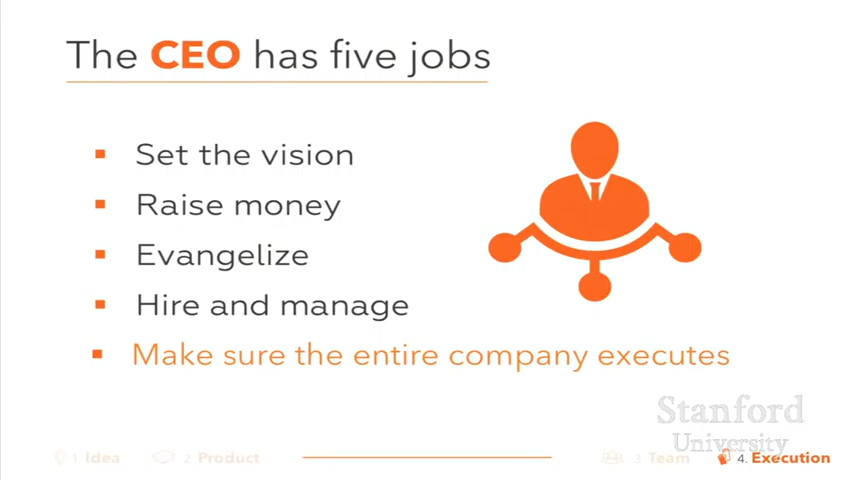 The CEO has five jobs
Set the vision
Raise money
Evangelize
Hire and manage
Make sure the entire company executes
Stanford
University
1 Idea 2 Product 3 Team 4. Execution